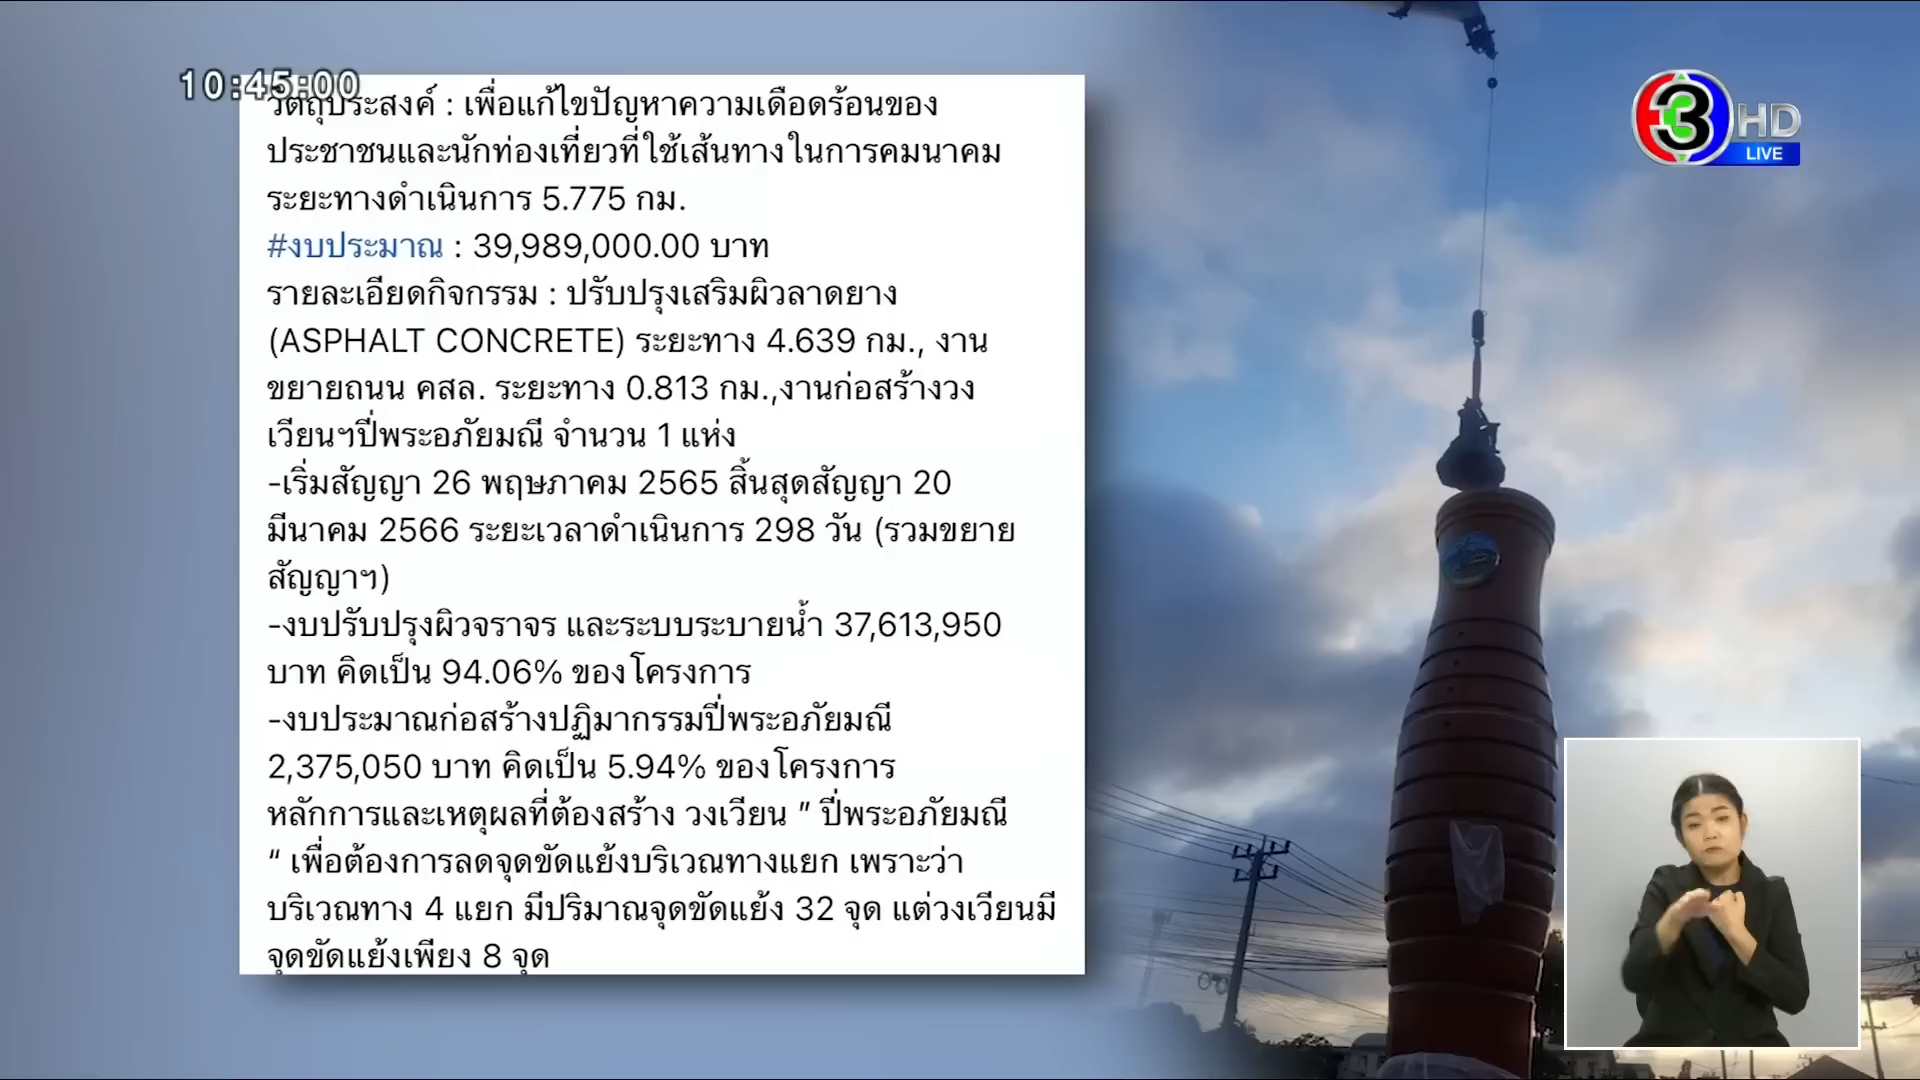 10:45:00
วัตถุประสงค์ : เพื่อแก้ไขปัญหาความเดือดร้อนของ
ประชาชนและนักท่องเที่ยวที่ใช้เส้นทางในการคมนาคม
ระยะทางดำเนินการ 5.775 กม.
#งบประมาณ : 39,989,000.00 บาท
รายละเอียดกิจกรรม : ปรับปรุงเสริมผิวลาดยาง
(ASPHALT CONCRETE) ระยะทาง 4.639 กม., งาน
ขยายถนน คสล. ระยะทาง 0.813 กม.,งานก่อสร้างวง
เวียนฯปี่พระอภัยมณี จำนวน 1 แห่ง
-เริ่มสัญญา 26 พฤษภาคม 2565 สิ้นสุดสัญญา 20
มีนาคม 2566 ระยะเวลาดำเนินการ 298 วัน (รวมขยาย
สัญญาฯ)
-งบปรับปรุงผิวจราจร และระบบระบายน้ำ 37,613,950
บาท คิดเป็น 94.06% ของโครงการ
-งบประมาณก่อสร้างปฏิมากรรมปี่พระอภัยมณี
2,375,050 บาท คิดเป็น 5.94% ของโครงการ
หลักการและเหตุผลที่ต้องสร้าง วงเวียน " ปี่พระอภัยมณี
“ เพื่อต้องการลดจุดขัดแย้งบริเวณทางแยก เพราะว่า
บริเวณทาง 4 แยก มีปริมาณจุดขัดแย้ง 32 จุด แต่วงเวียนมี
จุดขัดแย้งเพียง 8 จุด
3 HD
LIVE